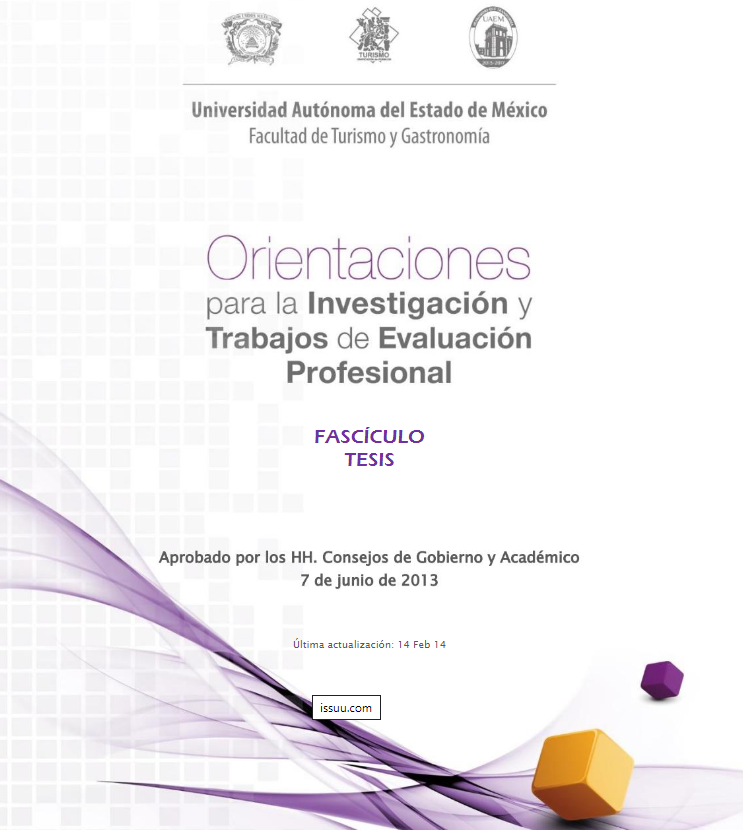 TURISMO
UAEM
Universidad Autónoma del Estado de México
Facultad de Turismo y Gastronomía
Orientaciones
para la Investigación y
Trabajos de Evaluación
Profesional
FASCÍCULO
TESIS
Aprobado por los HH. Consejos de Gobierno y Académico
7 de junio de 2013
Última actualización: 14 Feb 14
issuu.com